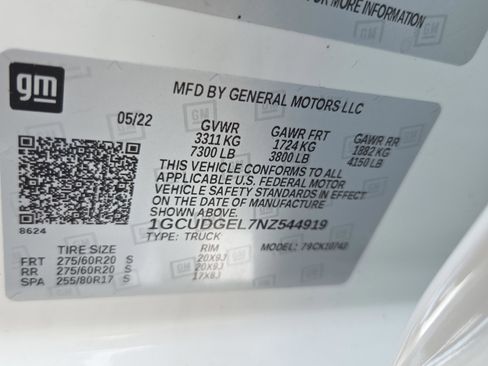 MORE INFORMATION
gm
MFD BY GENERAL MOTORS LLC
05/22 GVWR GAWR FRT GAWR RR
3311 KG 1724 KG 1882 KG
7300 LB 3800 LB 4150 LB
THIS VEHICLE CONFORMS TO ALL
APPLICABLE U.S. FEDERAL MOTOR
VEHICLE SAFETY STANDARDS IN EFFECT
ON THE DATE OF MANUFACTURE
SHOWN ABOVE.
8624 1GCUDGEL7NZ544919
TYPE: TRUCK MODEL: 79CK10743
TIRE SIZE RIM
FRT 275/60R20 S 20X9J
RR 275/60R20 S 20X9J
SPA 255/80R17 S 17X8J